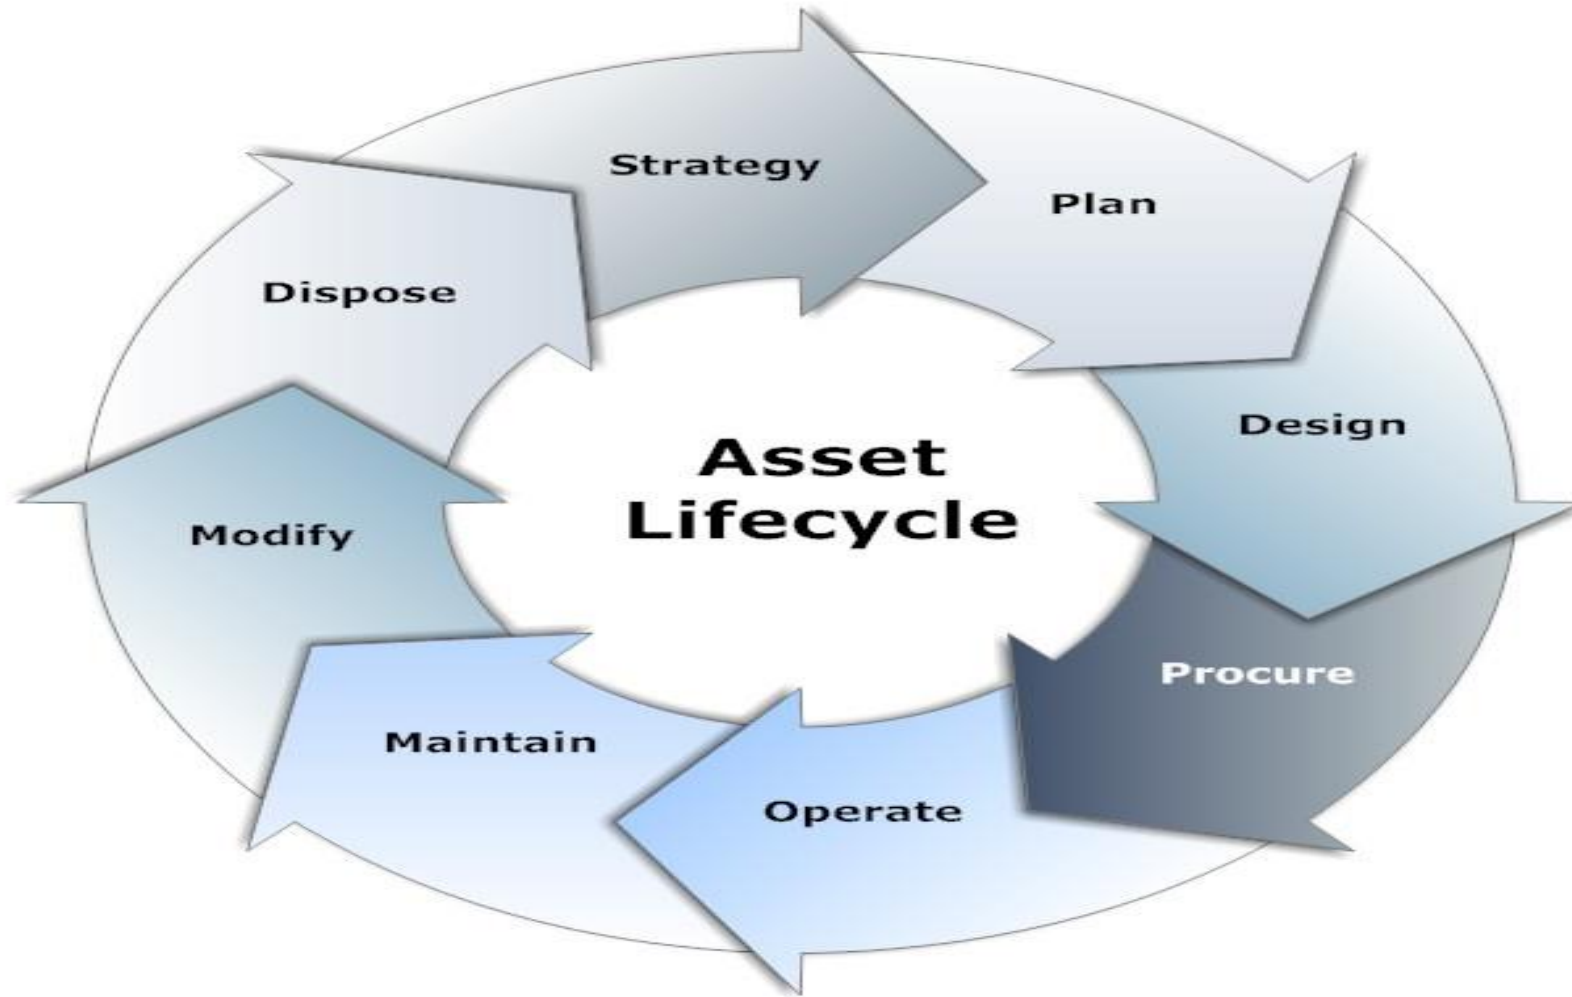 Strategy
Plan
Design
Procure
Operate
Maintain
Modify
Dispose
Asset
Lifecycle